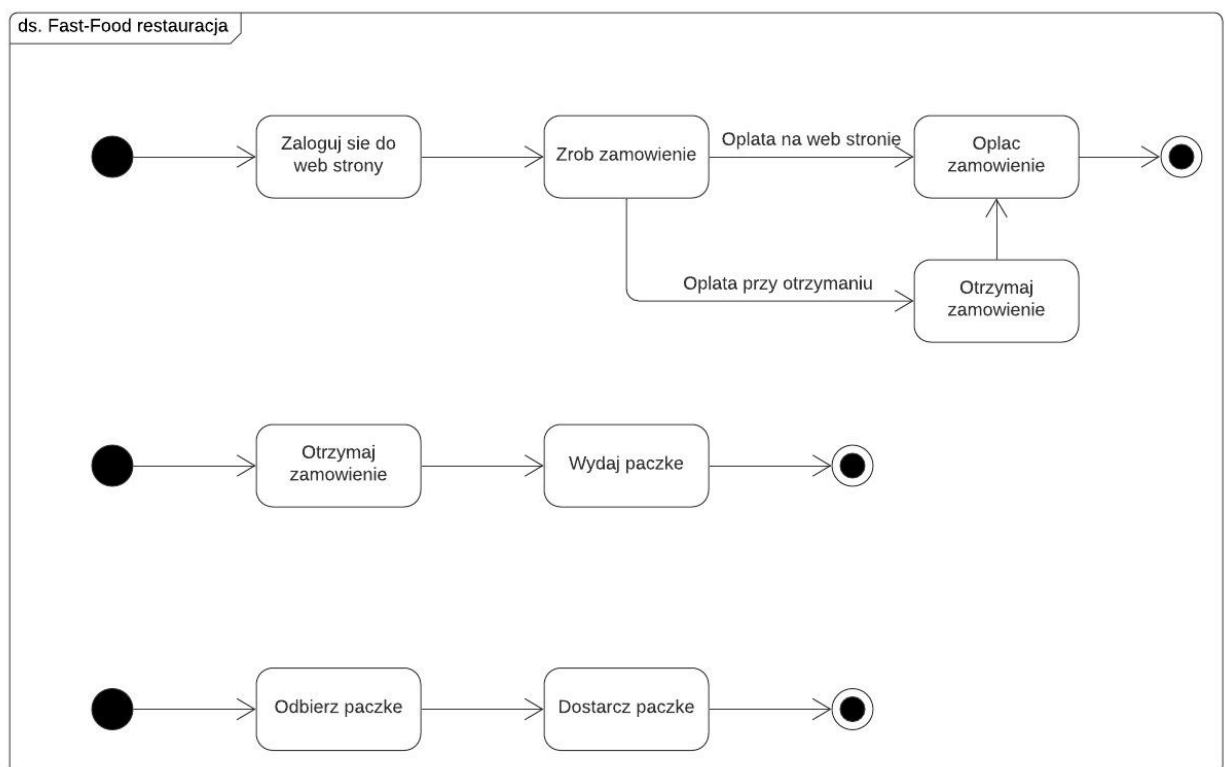 ds. Fast-Food restauracja
Zaloguj sie do
web strony
Zrob zamowienie
Oplata na web stronie
Oplac
zamowienie
Oplata przy otrzymaniu
Otrzymaj
zamowienie
Otrzymaj
zamowienie
Wydaj paczke
Odbierz paczke
Dostarcz paczke